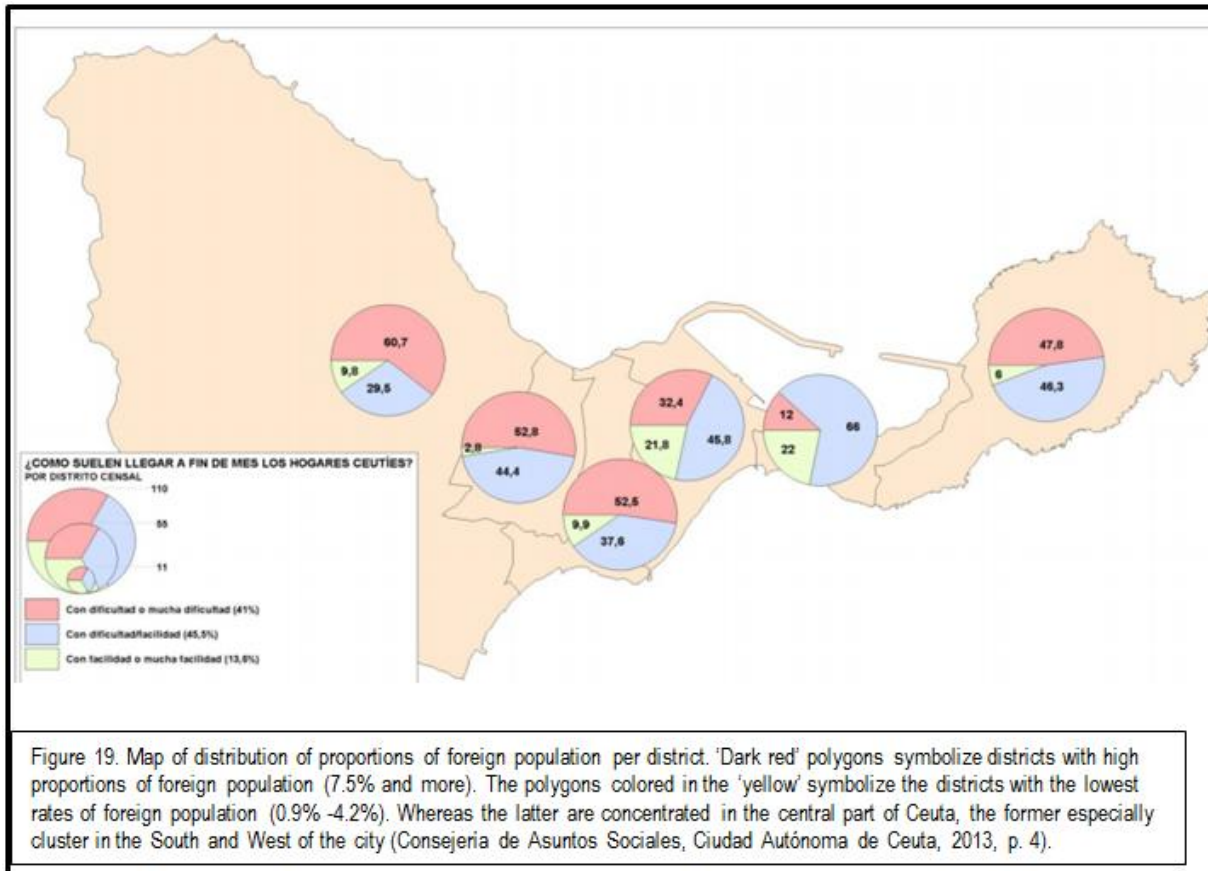 60,7
9,8
29,5
52,8
2,8
44,4
32,4
21,8
45,8
12
66
22
47,8
6
46,3
52,5
9,9
37,6
¿COMO SUELEN LLEGAR A FIN DE MES LOS HOGARES CEUTÍES?
POR DISTRITO CENSAL
110
55
11
Con dificultad o mucha dificultad (41%)
Con dificultad/facilidad (45,5%)
Con facilidad o mucha facilidad (13,6%)
Figure 19. Map of distribution of proportions of foreign population per district. ‘Dark red’ polygons symbolize districts with high
proportions of foreign population (7.5% and more). The polygons colored in the ‘yellow’ symbolize the districts with the lowest
rates of foreign population (0.9% -4.2%). Whereas the latter are concentrated in the central part of Ceuta, the former especially
cluster in the South and West of the city (Consejeria de Asuntos Sociales, Ciudad Autónoma de Ceuta, 2013, p. 4).